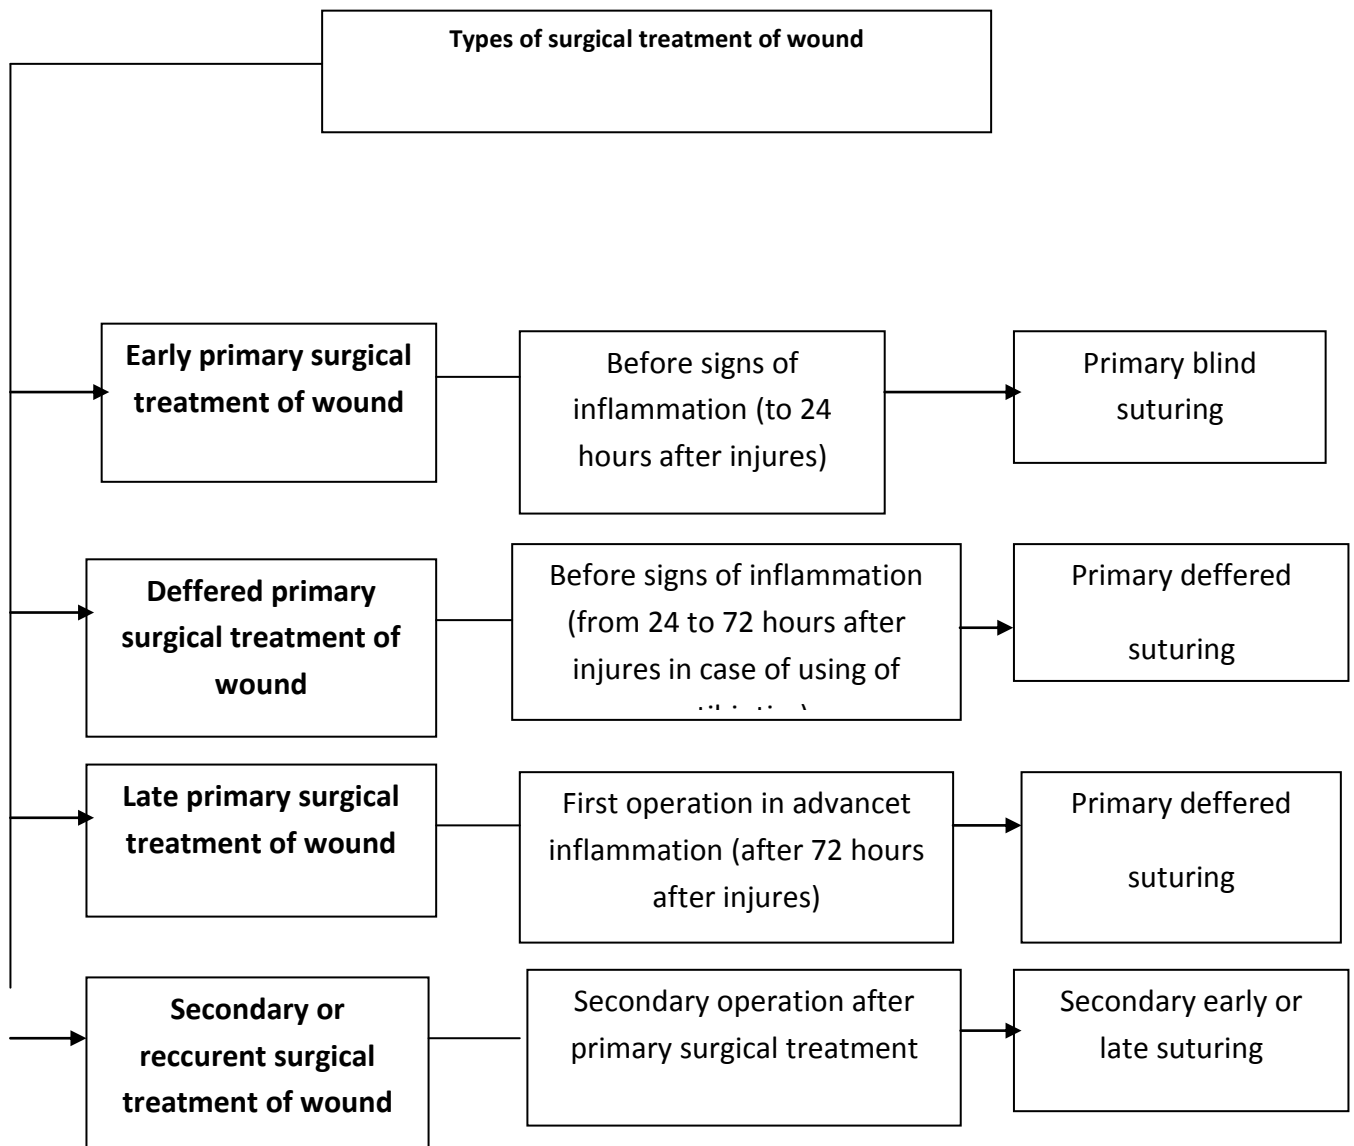 Types of surgical treatment of wound
Early primary surgical
treatment of wound
Before signs of
inflammation (to 24
hours after injures)
Primary blind
suturing
Deffered primary
surgical treatment of
wound
Before signs of inflammation
(from 24 to 72 hours after
injures in case of using of
Primary deffered
suturing
Late primary surgical
treatment of wound
First operation in advancet
inflammation (after 72 hours
after injures)
Primary deffered
suturing
Secondary or
reccurent surgical
treatment of wound
Secondary operation after
primary surgical treatment
Secondary early or
late suturing